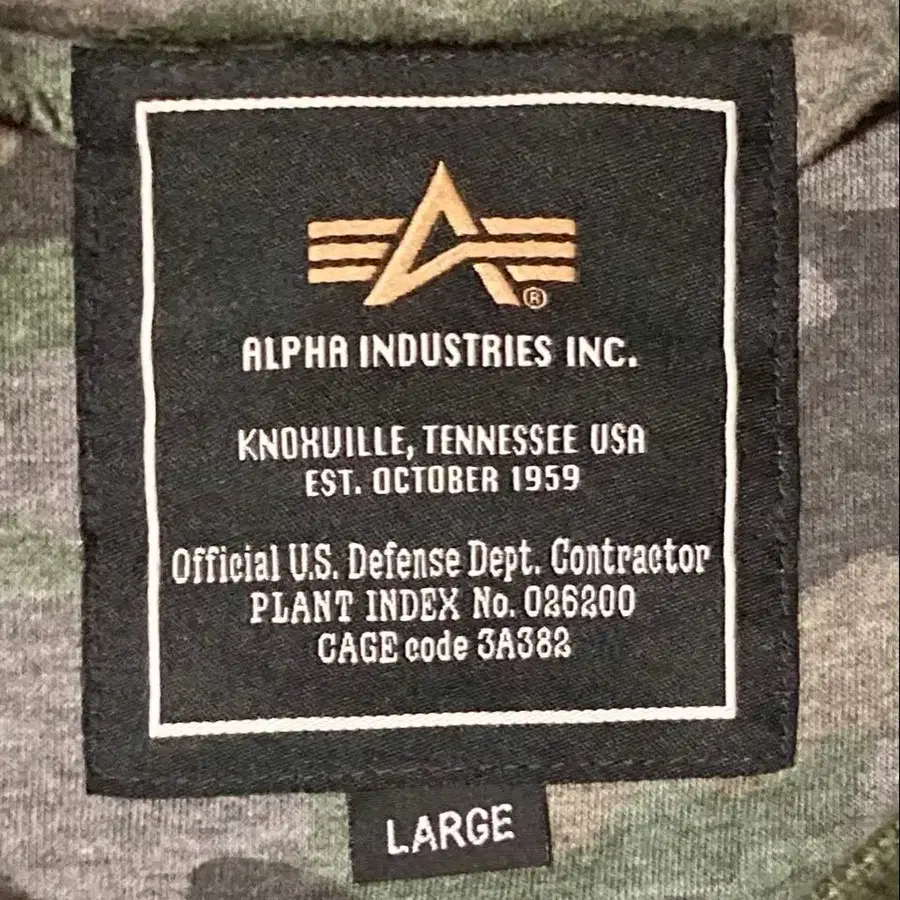 ®
ALPHA INDUSTRIES INC.
KNOXVILLE, TENNESSEE USA
EST. OCTOBER 1959
Official U.S. Defense Dept. Contractor
PLANT INDEX No. 026200
CAGE code 3A382
LARGE